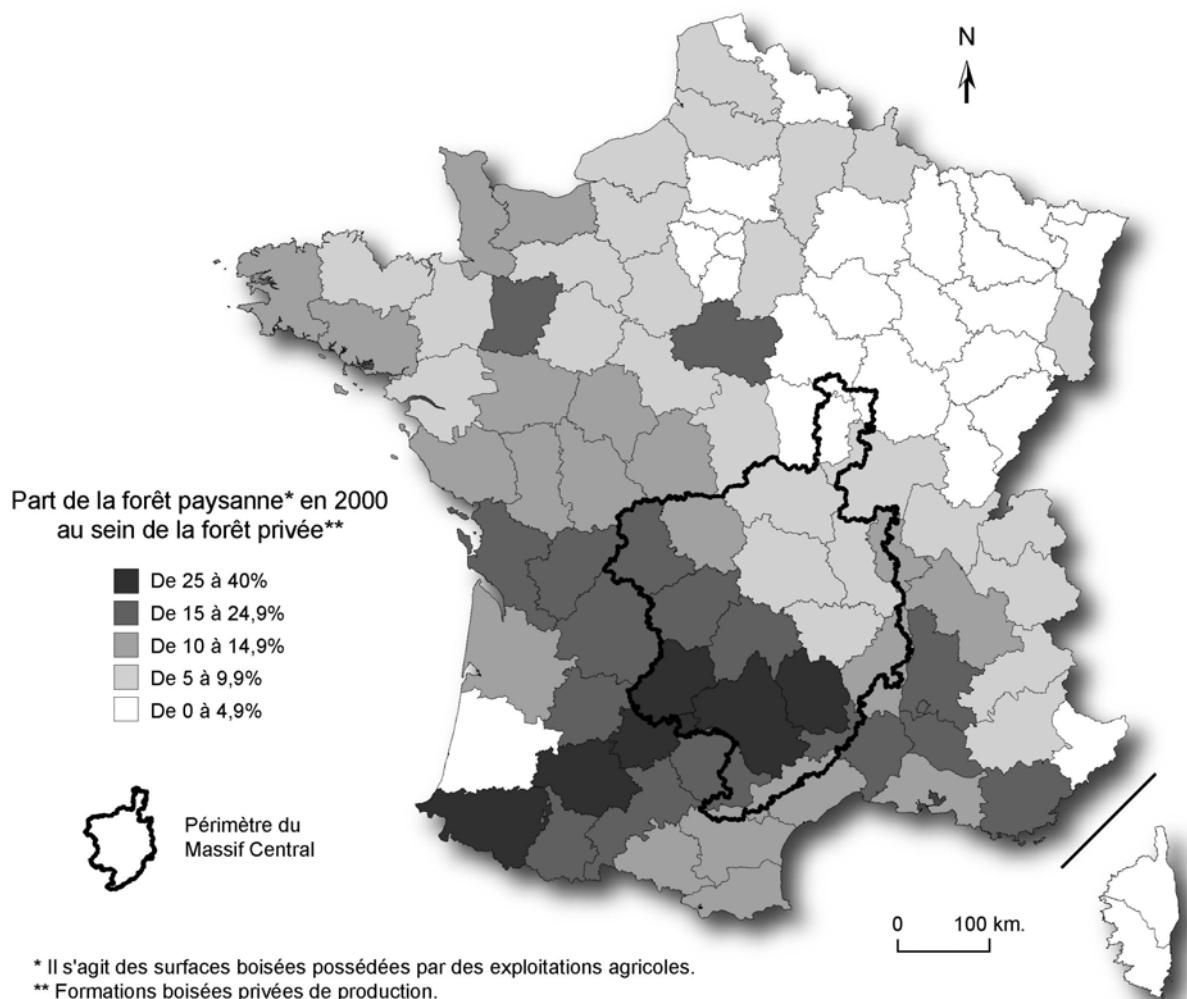 N
Part de la forêt paysanne* en 2000
au sein de la forêt privée**
De 25 à 40%
De 15 à 24,9%
De 10 à 14,9%
De 5 à 9,9%
De 0 à 4,9%
Périmètre du
Massif Central
0 100 km.
* Il s'agit des surfaces boisées possédées par des exploitations agricoles.
** Formations boisées privées de production.